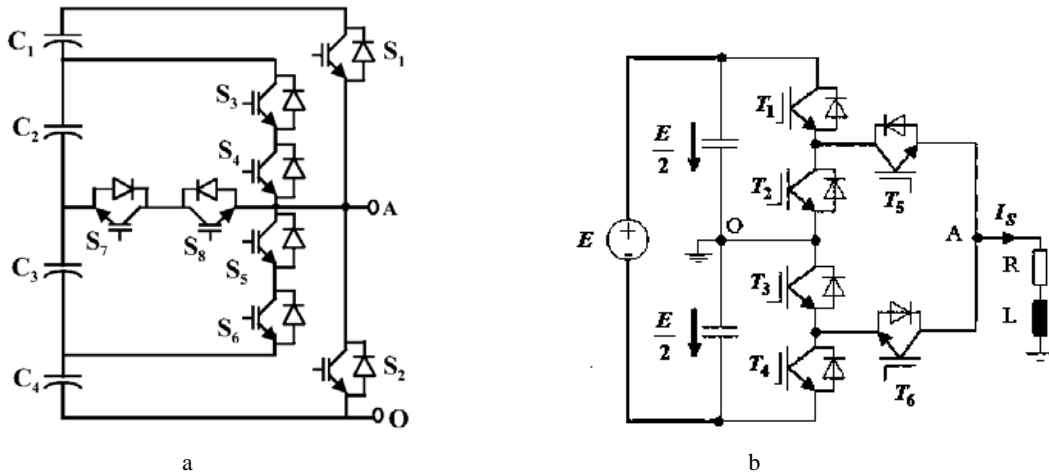 C₁
S₁
S₃
C₂
S₄
A
S₇
S₈
S₅
C₃
S₆
C₄
S₂
O
a
T₁
E/2
T₂
T₅
O
E
A
I_S
R
T₃
L
E/2
T₄
T₆
b